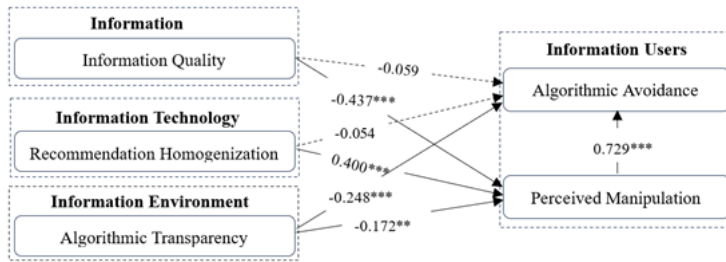 Information
Information Quality
Information Technology
Recommendation Homogenization
Information Environment
Algorithmic Transparency
-0.059
-0.437***
-0.054
0.400***
-0.248***
-0.172**
Information Users
Algorithmic Avoidance
0.729***
Perceived Manipulation